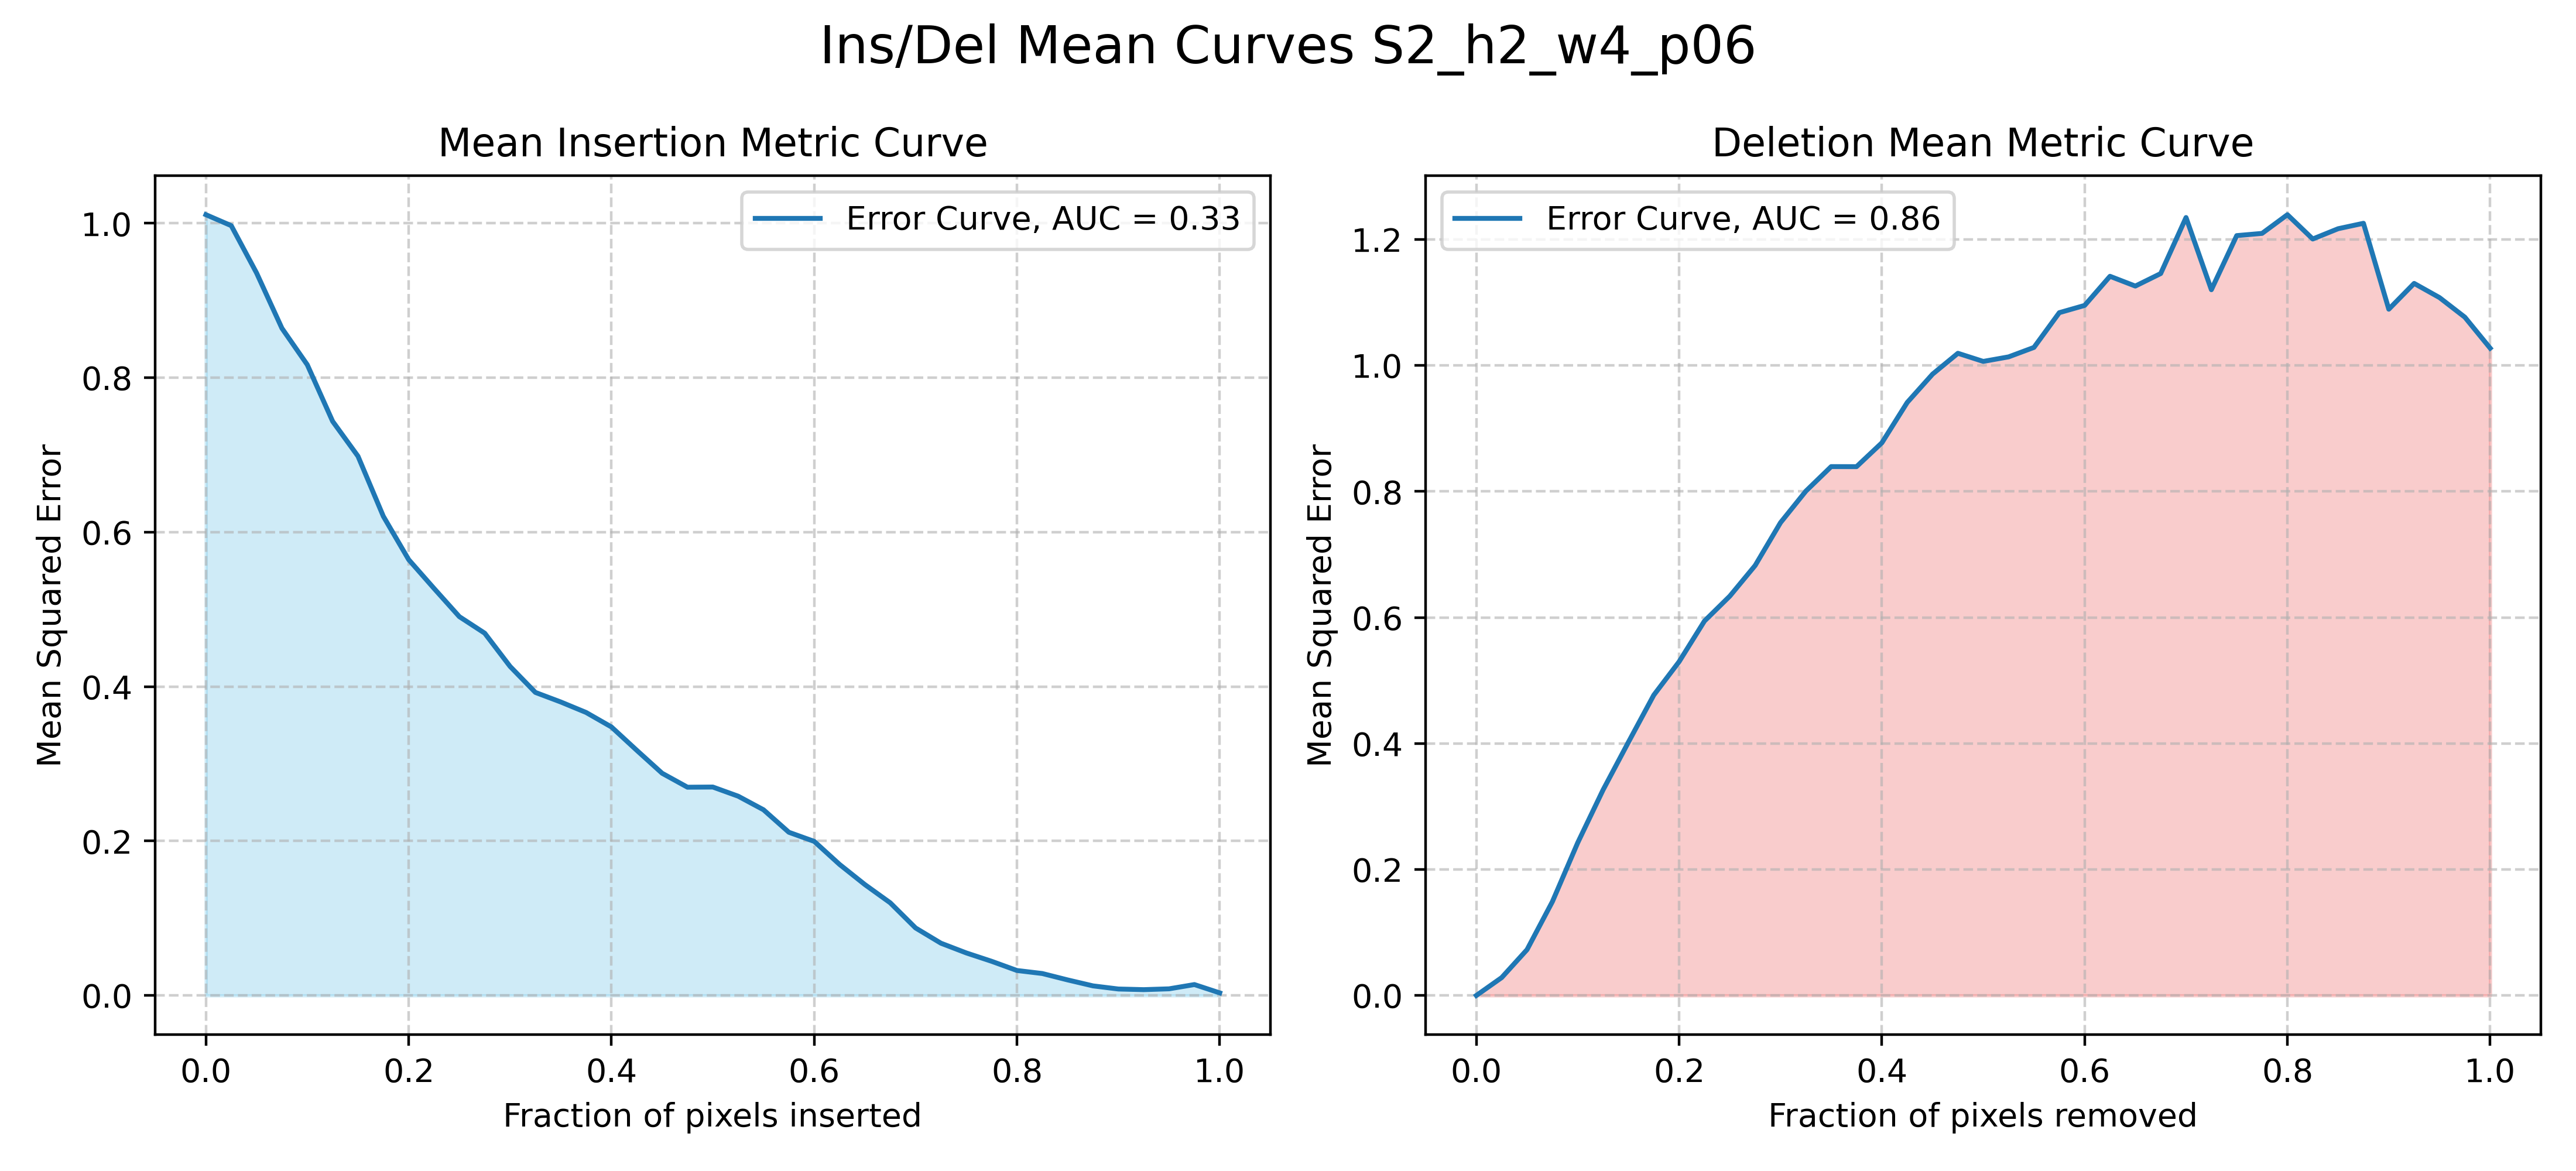 Ins/Del Mean Curves S2_h2_w4_p06
Mean Insertion Metric Curve
Error Curve, AUC = 0.33
Mean Squared Error
1.0
0.8
0.6
0.4
0.2
0.0
0.0 0.2 0.4 0.6 0.8 1.0
Fraction of pixels inserted
Deletion Mean Metric Curve
Error Curve, AUC = 0.86
Mean Squared Error
1.2
1.0
0.8
0.6
0.4
0.2
0.0
0.0 0.2 0.4 0.6 0.8 1.0
Fraction of pixels removed